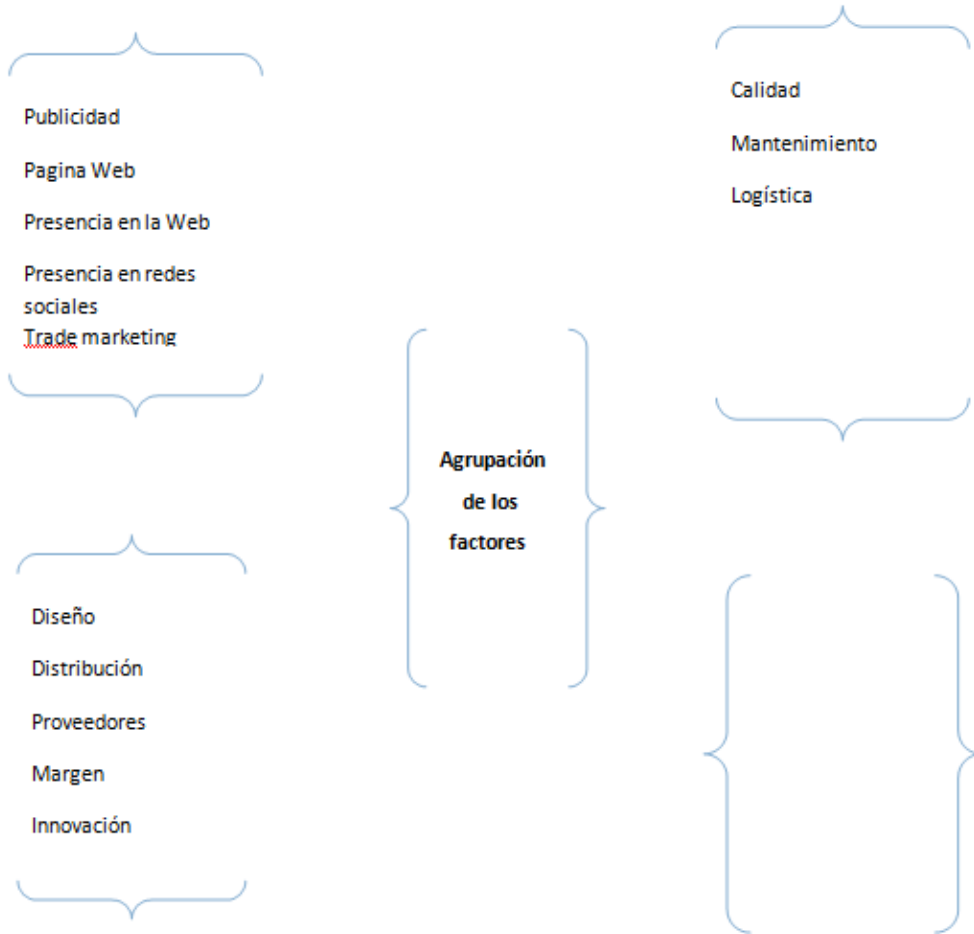 Publicidad
Pagina Web
Presencia en la Web
Presencia en redes
sociales
Trade marketing
Calidad
Mantenimiento
Logística
Agrupación
de los
factores
Diseño
Distribución
Proveedores
Margen
Innovación